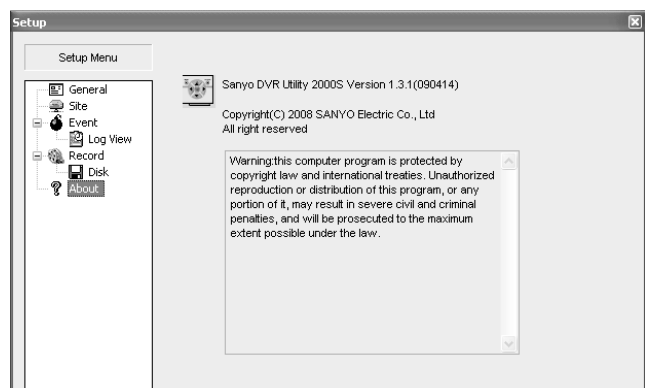 Setup
Setup Menu
General
Site
Event
Log View
Record
Disk
About
Sanyo DVR Utility 2000S Version 1.3.1(090414)
Copyright(C) 2008 SANYO Electric Co., Ltd
All right reserved
Warning:this computer program is protected by
copyright law and international treaties. Unauthorized
reproduction or distribution of this program, or any
portion of it, may result in severe civil and criminal
penalties, and will be prosecuted to the maximum
extent possible under the law.